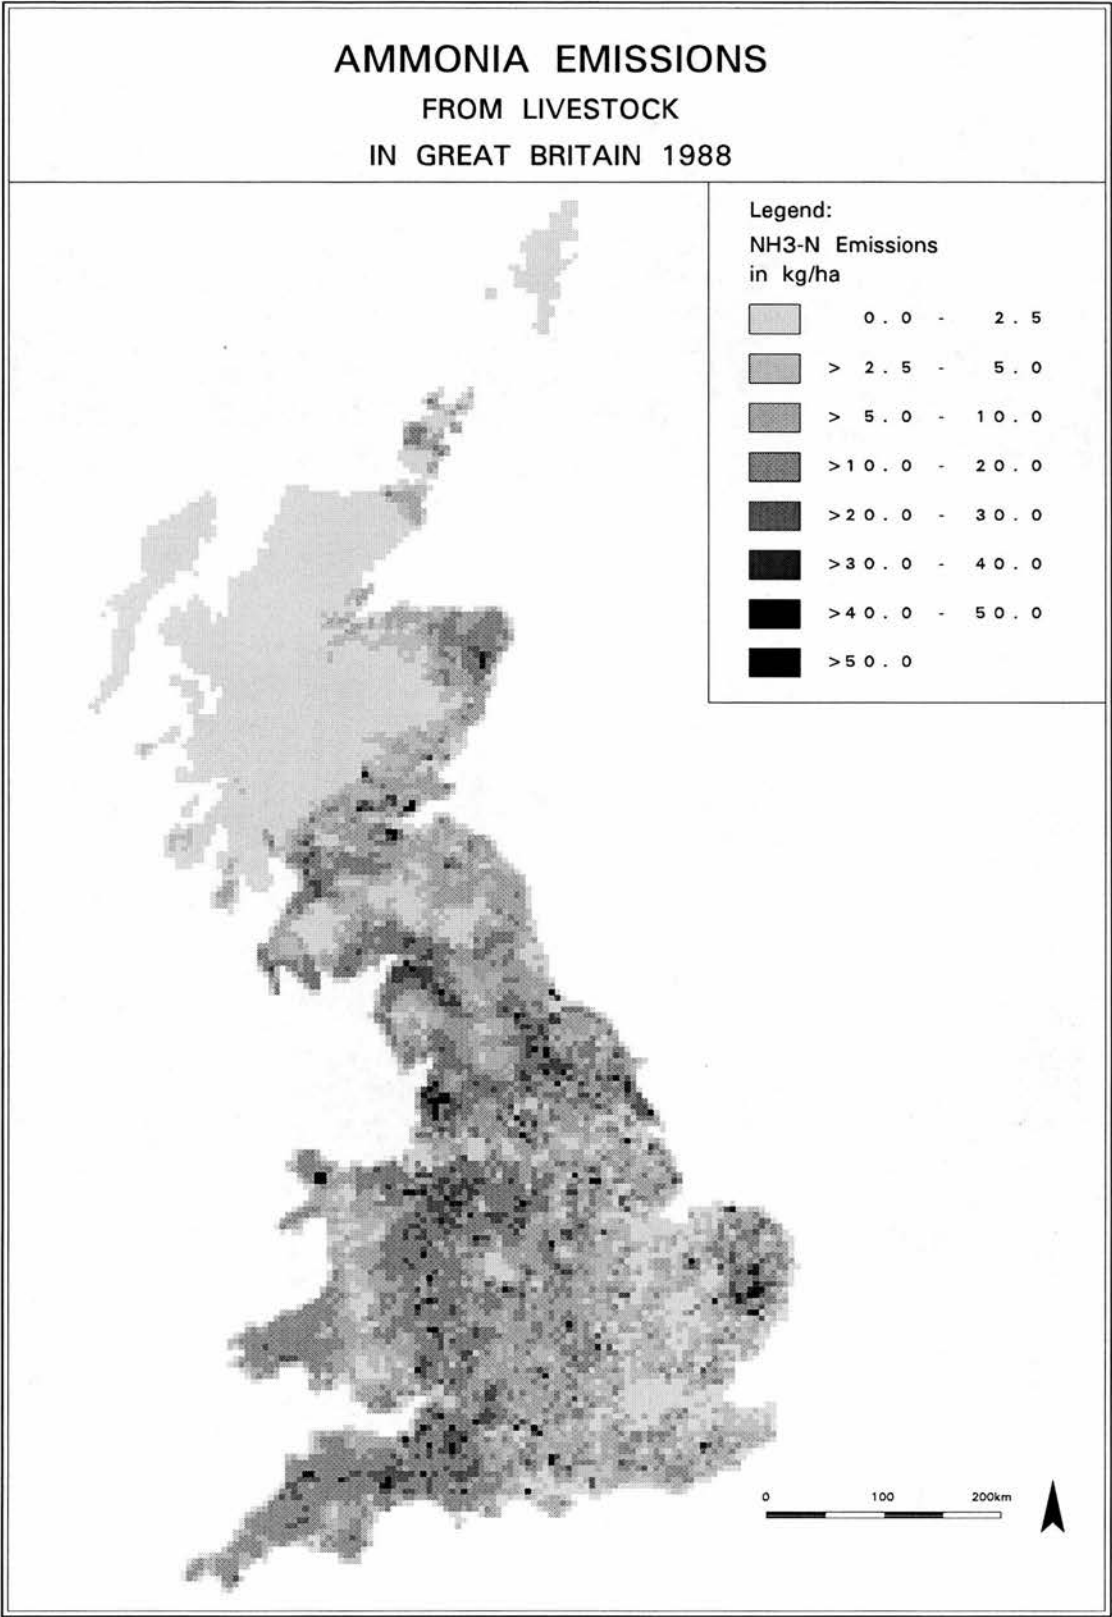 AMMONIA EMISSIONS
FROM LIVESTOCK
IN GREAT BRITAIN 1988
Legend:
NH3-N Emissions
in kg/ha
0.0 - 2.5
> 2.5 - 5.0
> 5.0 - 10.0
>10.0 - 20.0
>20.0 - 30.0
>30.0 - 40.0
>40.0 - 50.0
>50.0
0 100 200km